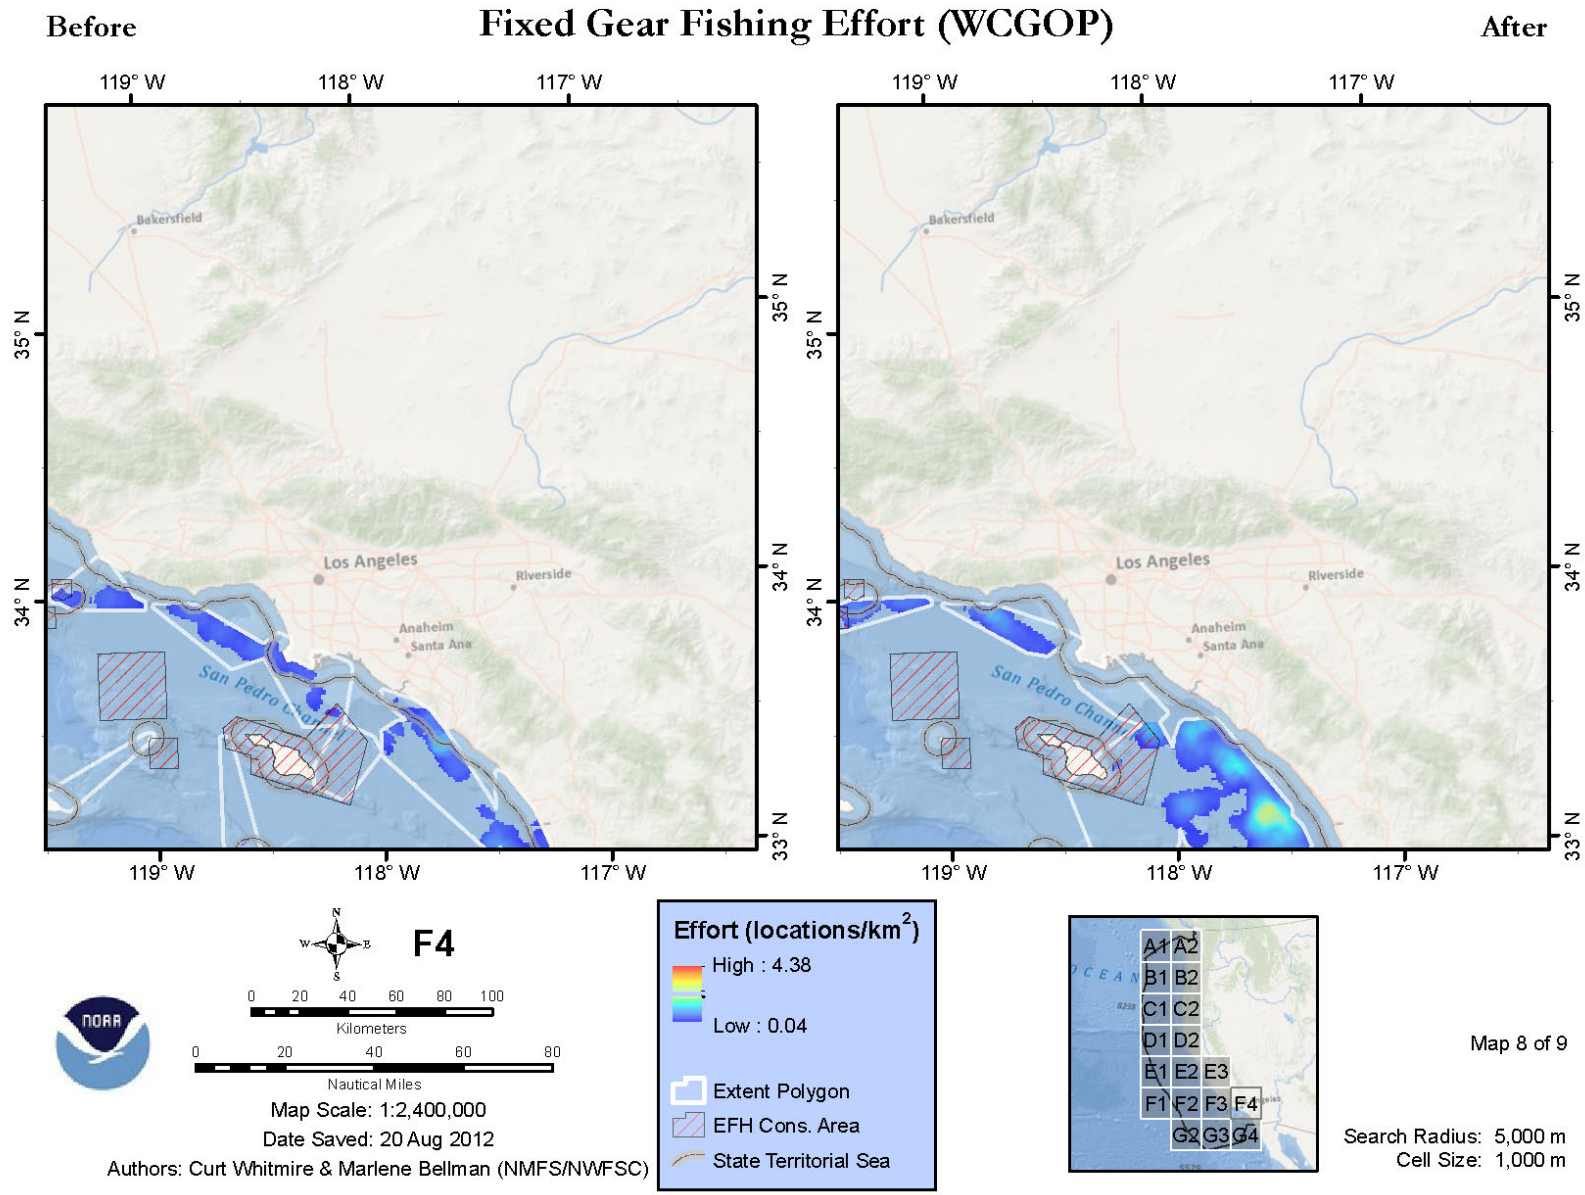 Before
Fixed Gear Fishing Effort (WCGOP)
After
119° W
118° W
117° W
119° W
118° W
117° W
Bakersfield
Bakersfield
35° N
35° N
35° N
35° N
Los Angeles
Riverside
Los Angeles
Riverside
34° N
34° N
34° N
34° N
Anaheim
Santa Ana
Anaheim
Santa Ana
San Pedro Channel
San Pedro Channel
33° N
33° N
119° W
118° W
117° W
119° W
118° W
117° W
N
W E
S
F4
0 20 40 60 80 100
Kilometers
0 20 40 60 80
Nautical Miles
NOAA
Map Scale: 1:2,400,000
Date Saved: 20 Aug 2012
Authors: Curt Whitmire & Marlene Bellman (NMFS/NWFSC)
Effort (locations/km2)
High : 4.38
Low : 0.04
Extent Polygon
EFH Cons. Area
State Territorial Sea
OCEAN
A1 A2
B1 B2
8238
C1 C2
D1 D2
E1 E2 E3
F1 F2 F3 F4
G2 G3 G4
Map 8 of 9
Search Radius: 5,000 m
Cell Size: 1,000 m